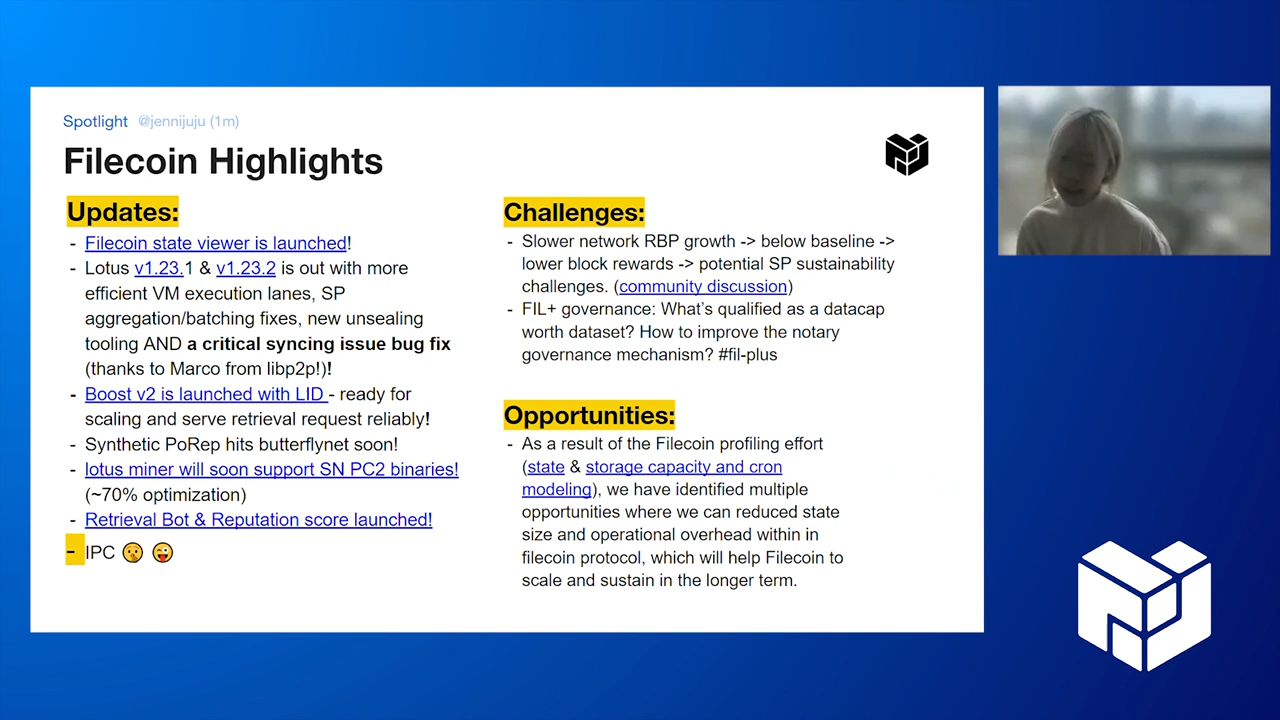 Spotlight @jennijuju (1m)
Filecoin Highlights
Updates:
- Filecoin state viewer is launched!
- Lotus v1.23.1 & v1.23.2 is out with more
efficient VM execution lanes, SP
aggregation/batching fixes, new unsealing
tooling AND a critical syncing issue bug fix
(thanks to Marco from libp2p!)!
- Boost v2 is launched with LID - ready for
scaling and serve retrieval request reliably!
- Synthetic PoRep hits butterflynet soon!
- lotus miner will soon support SN PC2 binaries!
(~70% optimization)
- Retrieval Bot & Reputation score launched!
- IPC 🤫 😜
Challenges:
- Slower network RBP growth -> below baseline ->
lower block rewards -> potential SP sustainability
challenges. (community discussion)
- FIL+ governance: What's qualified as a datacap
worth dataset? How to improve the notary
governance mechanism? #fil-plus
Opportunities:
- As a result of the Filecoin profiling effort
(state & storage capacity and cron
modeling), we have identified multiple
opportunities where we can reduced state
size and operational overhead within in
filecoin protocol, which will help Filecoin to
scale and sustain in the longer term.